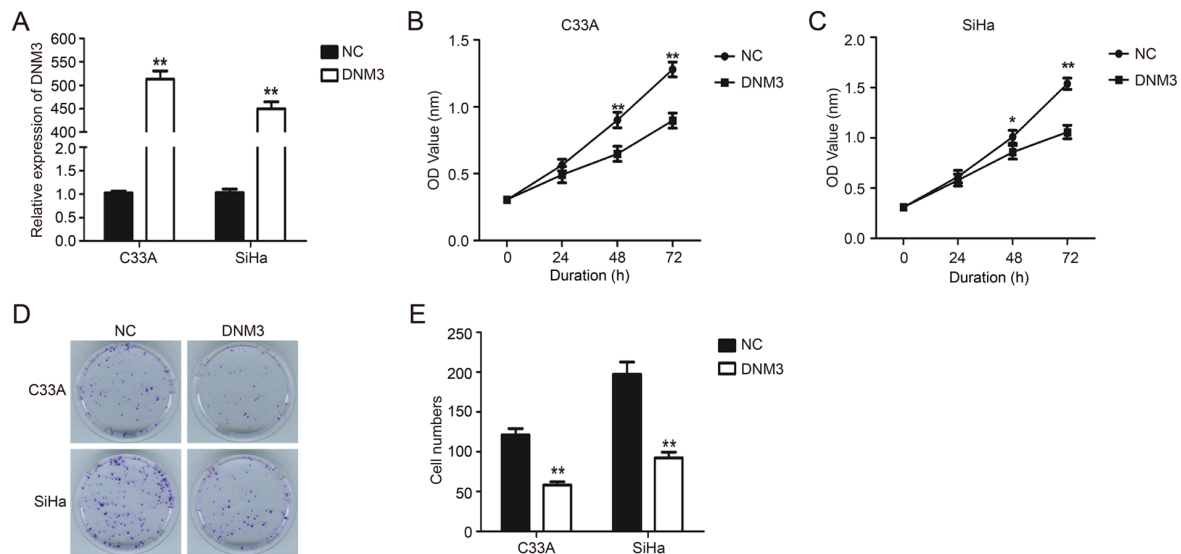 A
Relative expression of DNM3
600
550
500
450
400
2.0
1.5
1.0
0.5
0.0
**
**
C33A
SiHa
NC
DNM3
B
C33A
OD Value (nm)
1.5
1.0
0.5
0.0
**
**
0 24 48 72
Duration (h)
NC
DNM3
C
SiHa
OD Value (nm)
2.0
1.5
1.0
0.5
0.0
*
**
0 24 48 72
Duration (h)
NC
DNM3
D
NC DNM3
C33A
SiHa
E
Cell numbers
250
200
150
100
50
0
**
**
C33A
SiHa
NC
DNM3